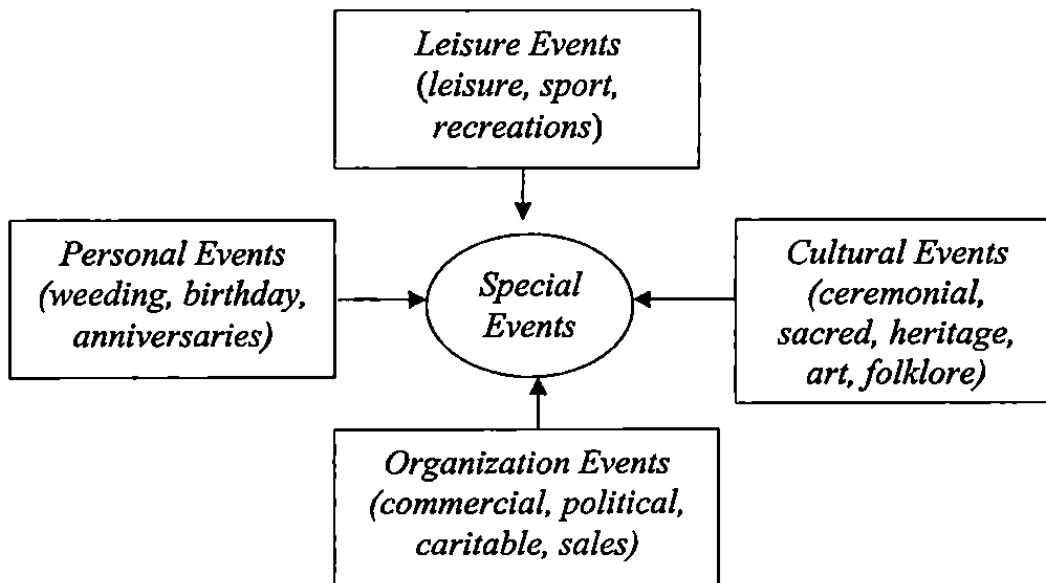 Leisure Events
(leisure, sport,
recreations)
Personal Events
(weeding, birthday,
anniversaries)
Special
Events
Cultural Events
(ceremonial,
sacred, heritage,
art, folklore)
Organization Events
(commercial, political,
caritable, sales)